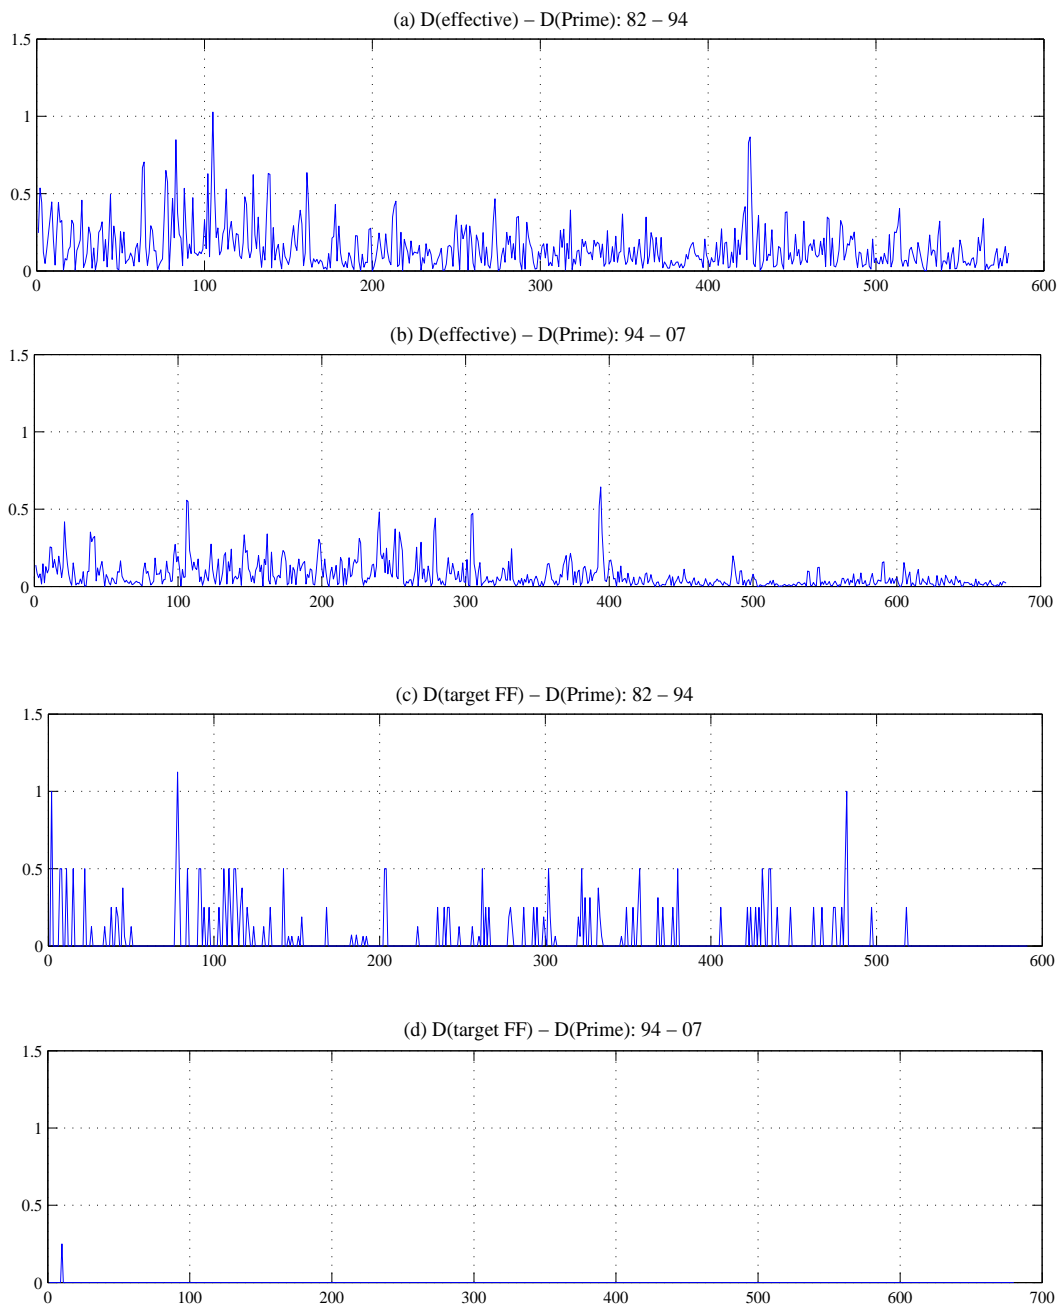 (a) D(effective) – D(Prime): 82 – 94
1.5
1
0.5
0
0 100 200 300 400 500 600
(b) D(effective) – D(Prime): 94 – 07
1.5
1
0.5
0
0 100 200 300 400 500 600 700
(c) D(target FF) – D(Prime): 82 – 94
1.5
1
0.5
0
0 100 200 300 400 500 600
(d) D(target FF) – D(Prime): 94 – 07
1.5
1
0.5
0
0 100 200 300 400 500 600 700